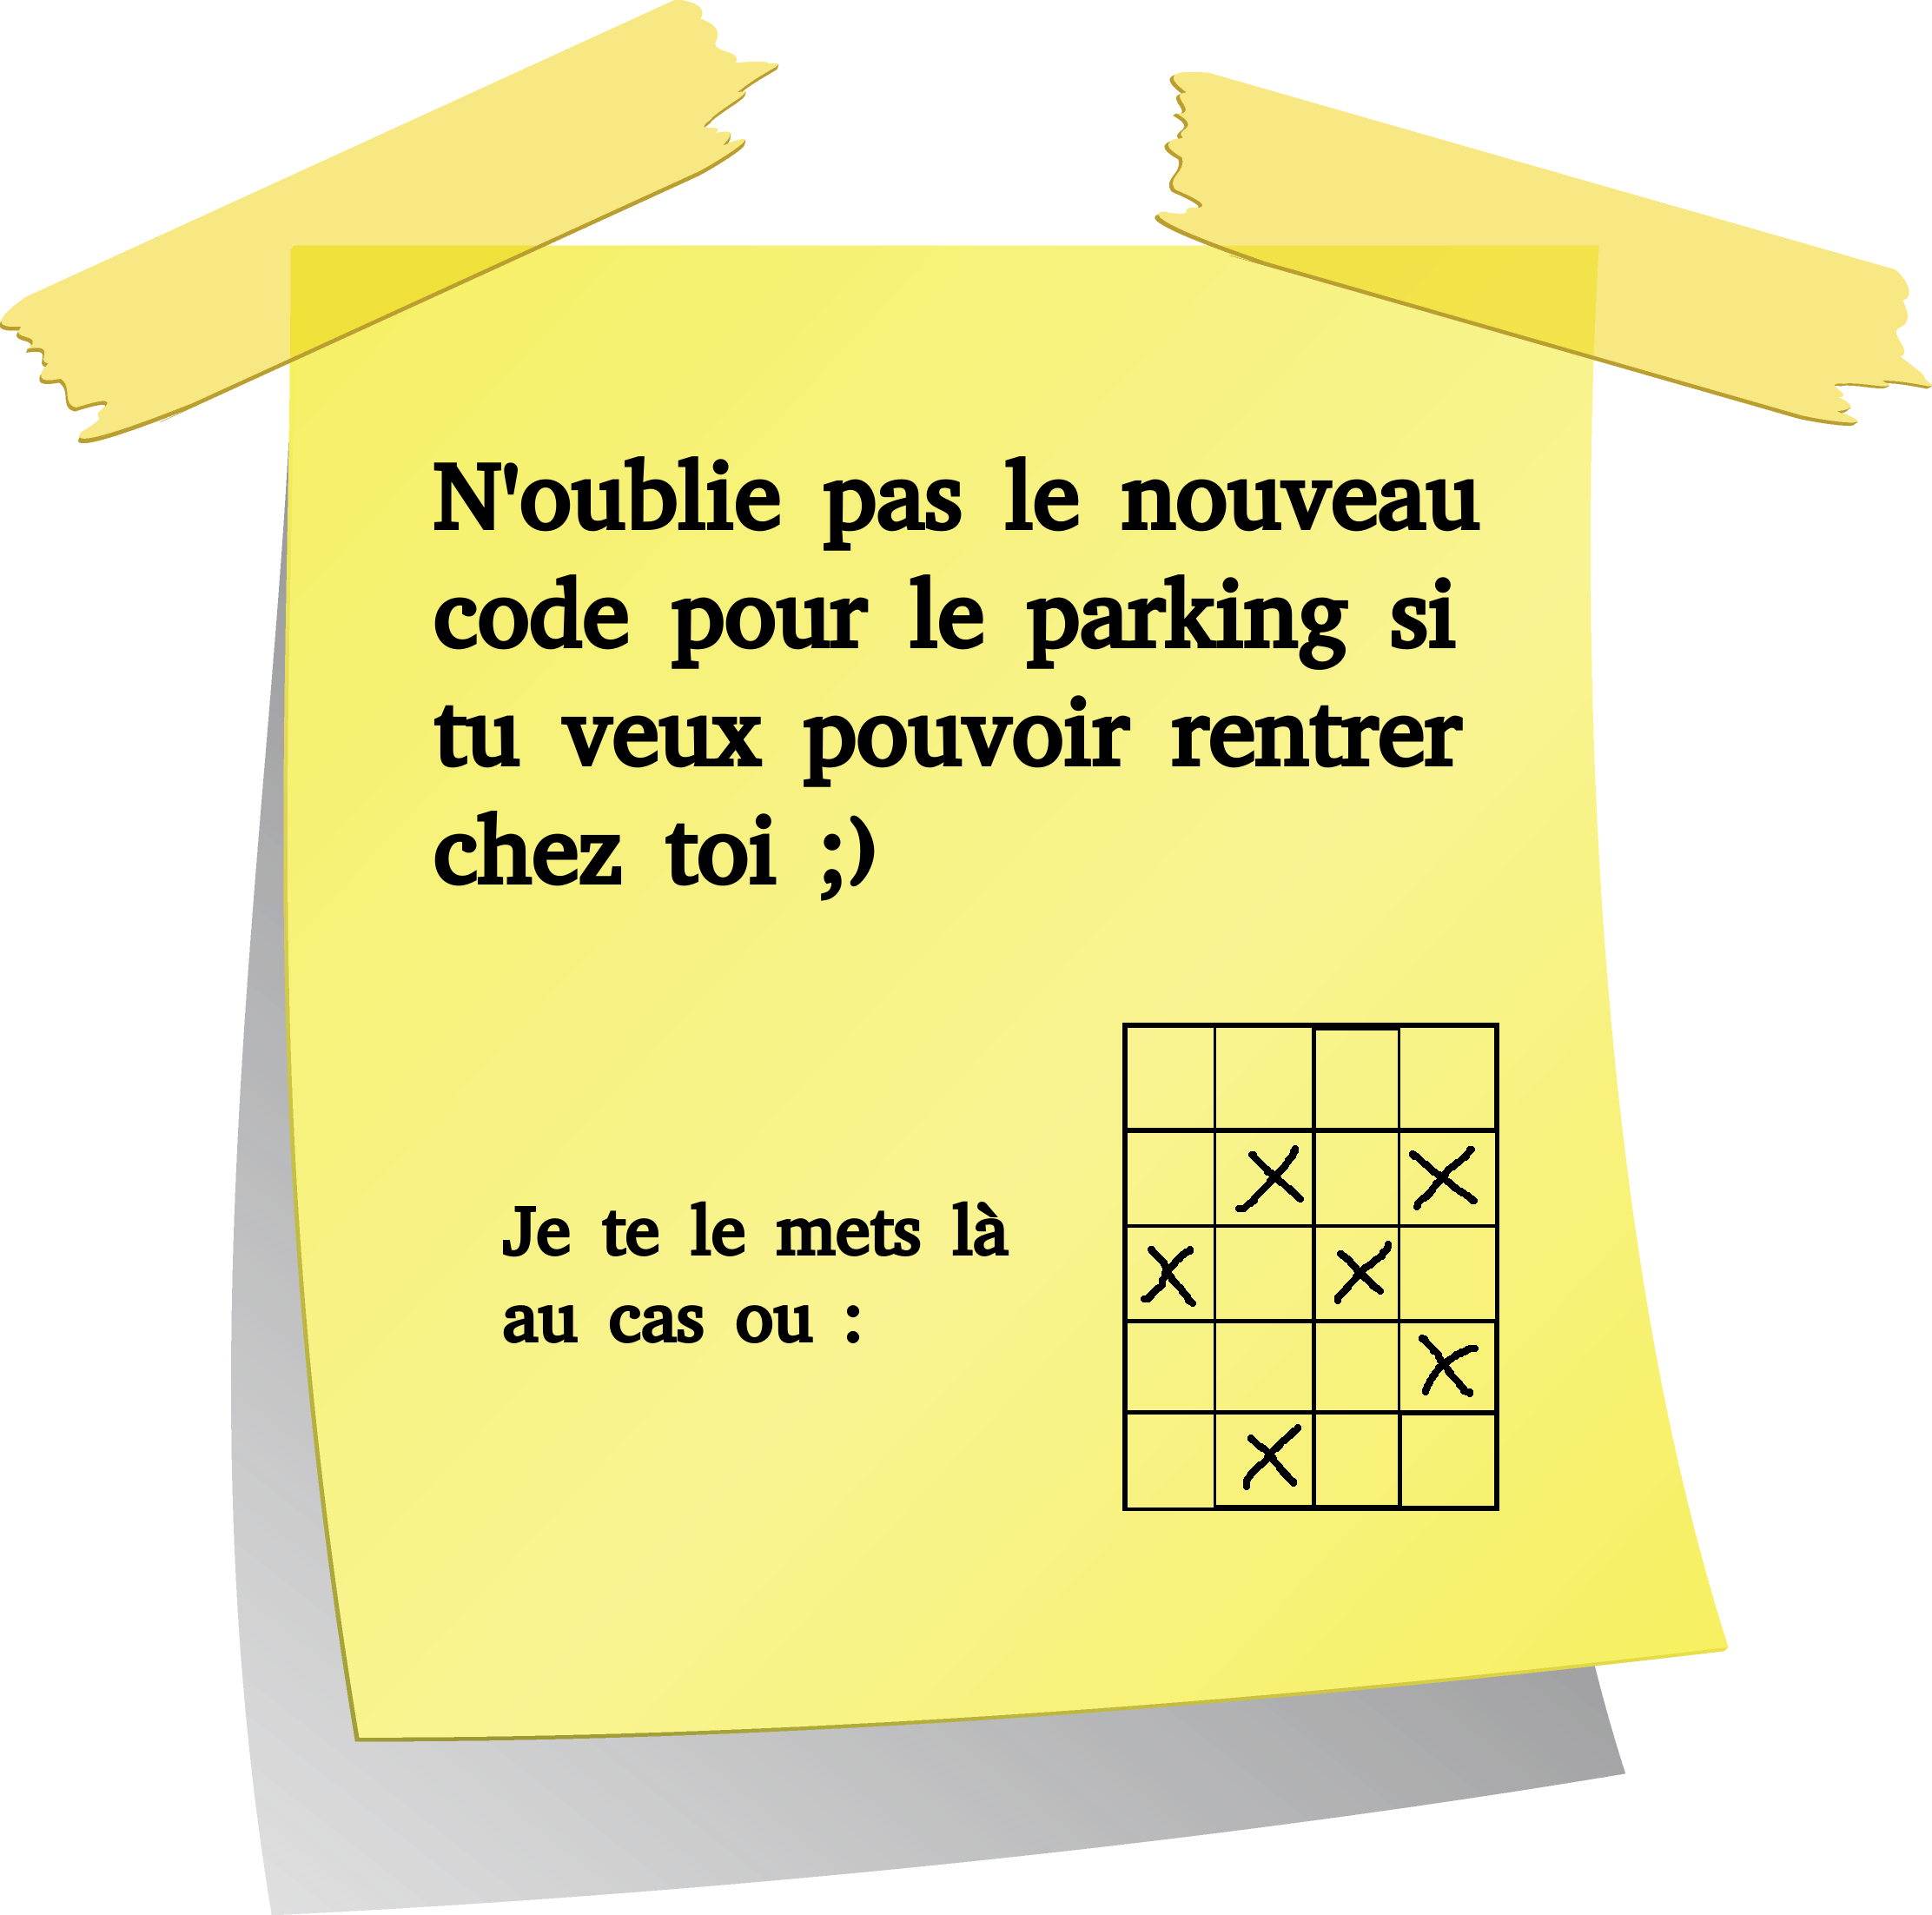 N'oublie pas le nouveau
code pour le parking si
tu veux pouvoir rentrer
chez toi ;)
Je te le mets là
au cas ou :